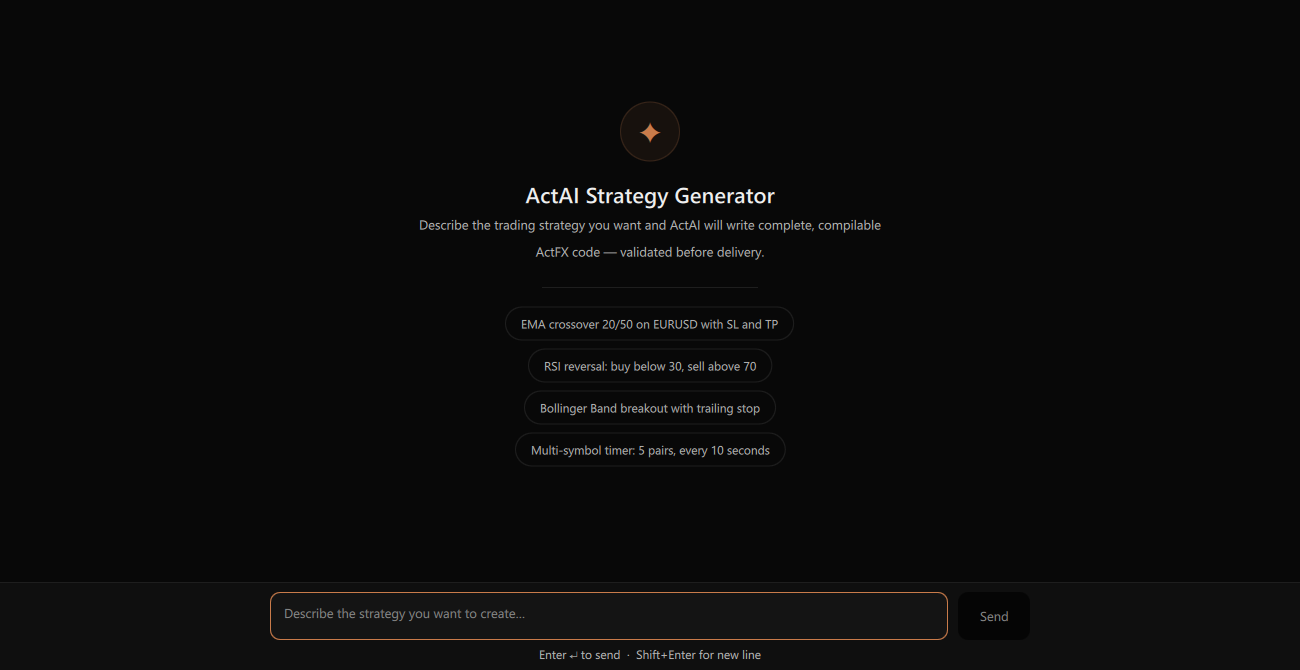 ActAI Strategy Generator
Describe the trading strategy you want and ActAI will write complete, compilable
ActFX code — validated before delivery.
EMA crossover 20/50 on EURUSD with SL and TP
RSI reversal: buy below 30, sell above 70
Bollinger Band breakout with trailing stop
Multi-symbol timer: 5 pairs, every 10 seconds
Describe the strategy you want to create...
Send
Enter ↵ to send · Shift+Enter for new line